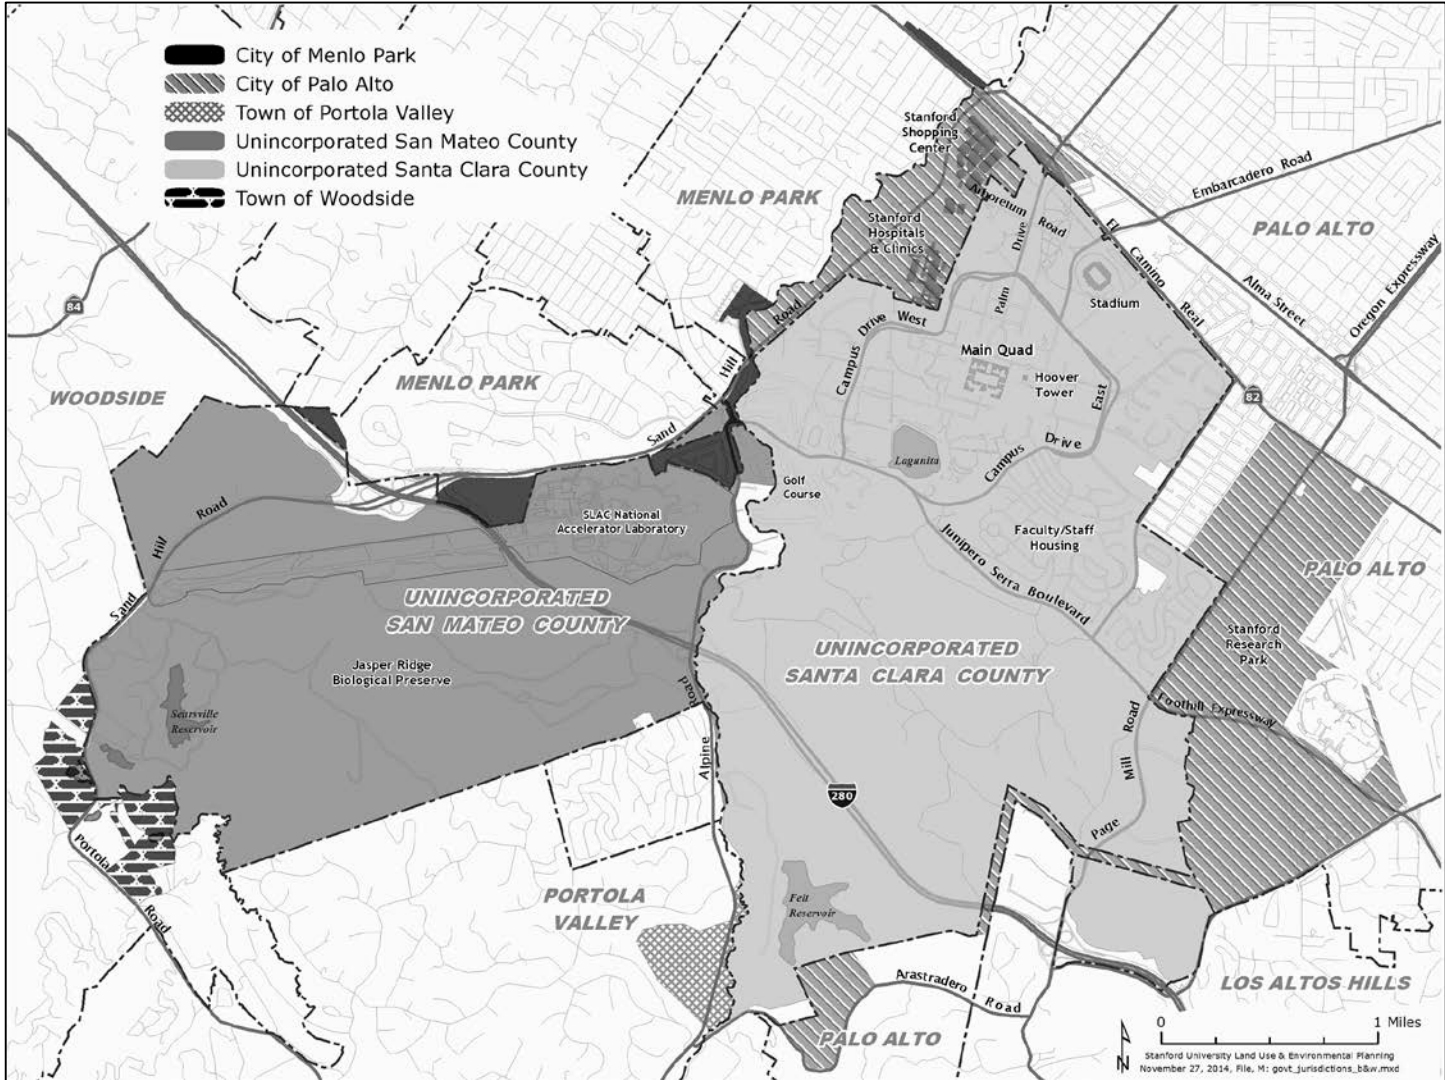 City of Menlo Park
City of Palo Alto
Town of Portola Valley
Unincorporated San Mateo County
Unincorporated Santa Clara County
Town of Woodside
Stanford
Shopping
Center
MENLO PARK
Arboretum Road
Embarcadero Road
Stanford
Hospitals
& Clinics
PALO ALTO
El Camino Real
Alma Street
Oregon Expressway
84
Palm Drive
Stadium
Sand Hill Road
Campus Drive West
Main Quad
Hoover
Tower
MENLO PARK
WOODSIDE
82
Campus Drive East
Lagunita
Golf
Course
SLAC National
Accelerator Laboratory
Faculty/Staff
Housing
Junipero Serra Boulevard
PALO ALTO
Sand Hill Road
UNINCORPORATED
SAN MATEO COUNTY
UNINCORPORATED
SANTA CLARA COUNTY
Stanford
Research
Park
Jasper Ridge
Biological Preserve
Searsville
Reservoir
Alpine Road
Foothill Expressway
Page Mill Road
280
Portola Road
PORTOLA
VALLEY
Felt
Reservoir
Arastradero Road
LOS ALTOS HILLS
PALO ALTO
0 1 Miles
N
Stanford University Land Use & Environmental Planning
November 27, 2014, File, M: govt_jurisdictions_b&w.mxd